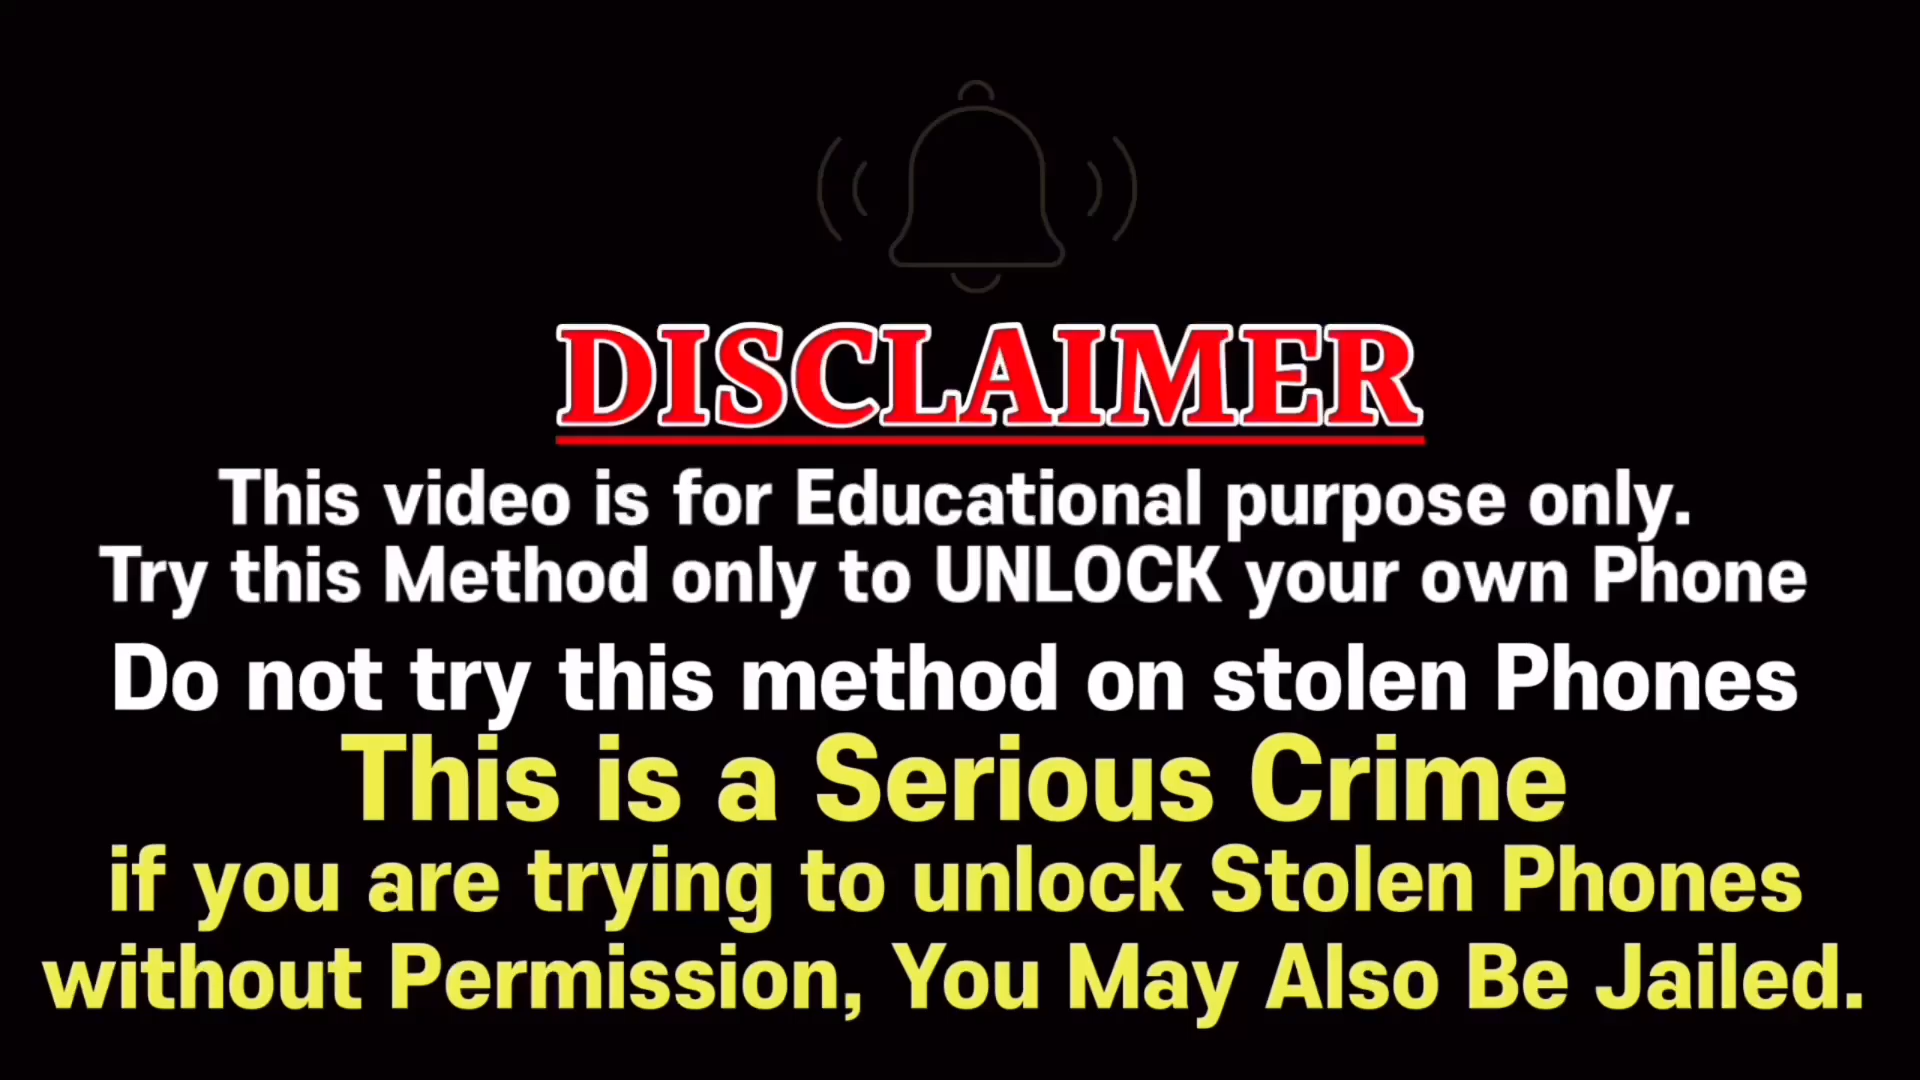 DISCLAIMER
This video is for Educational purpose only.
Try this Method only to UNLOCK your own Phone
Do not try this method on stolen Phones
This is a Serious Crime
if you are trying to unlock Stolen Phones
without Permission, You May Also Be Jailed.